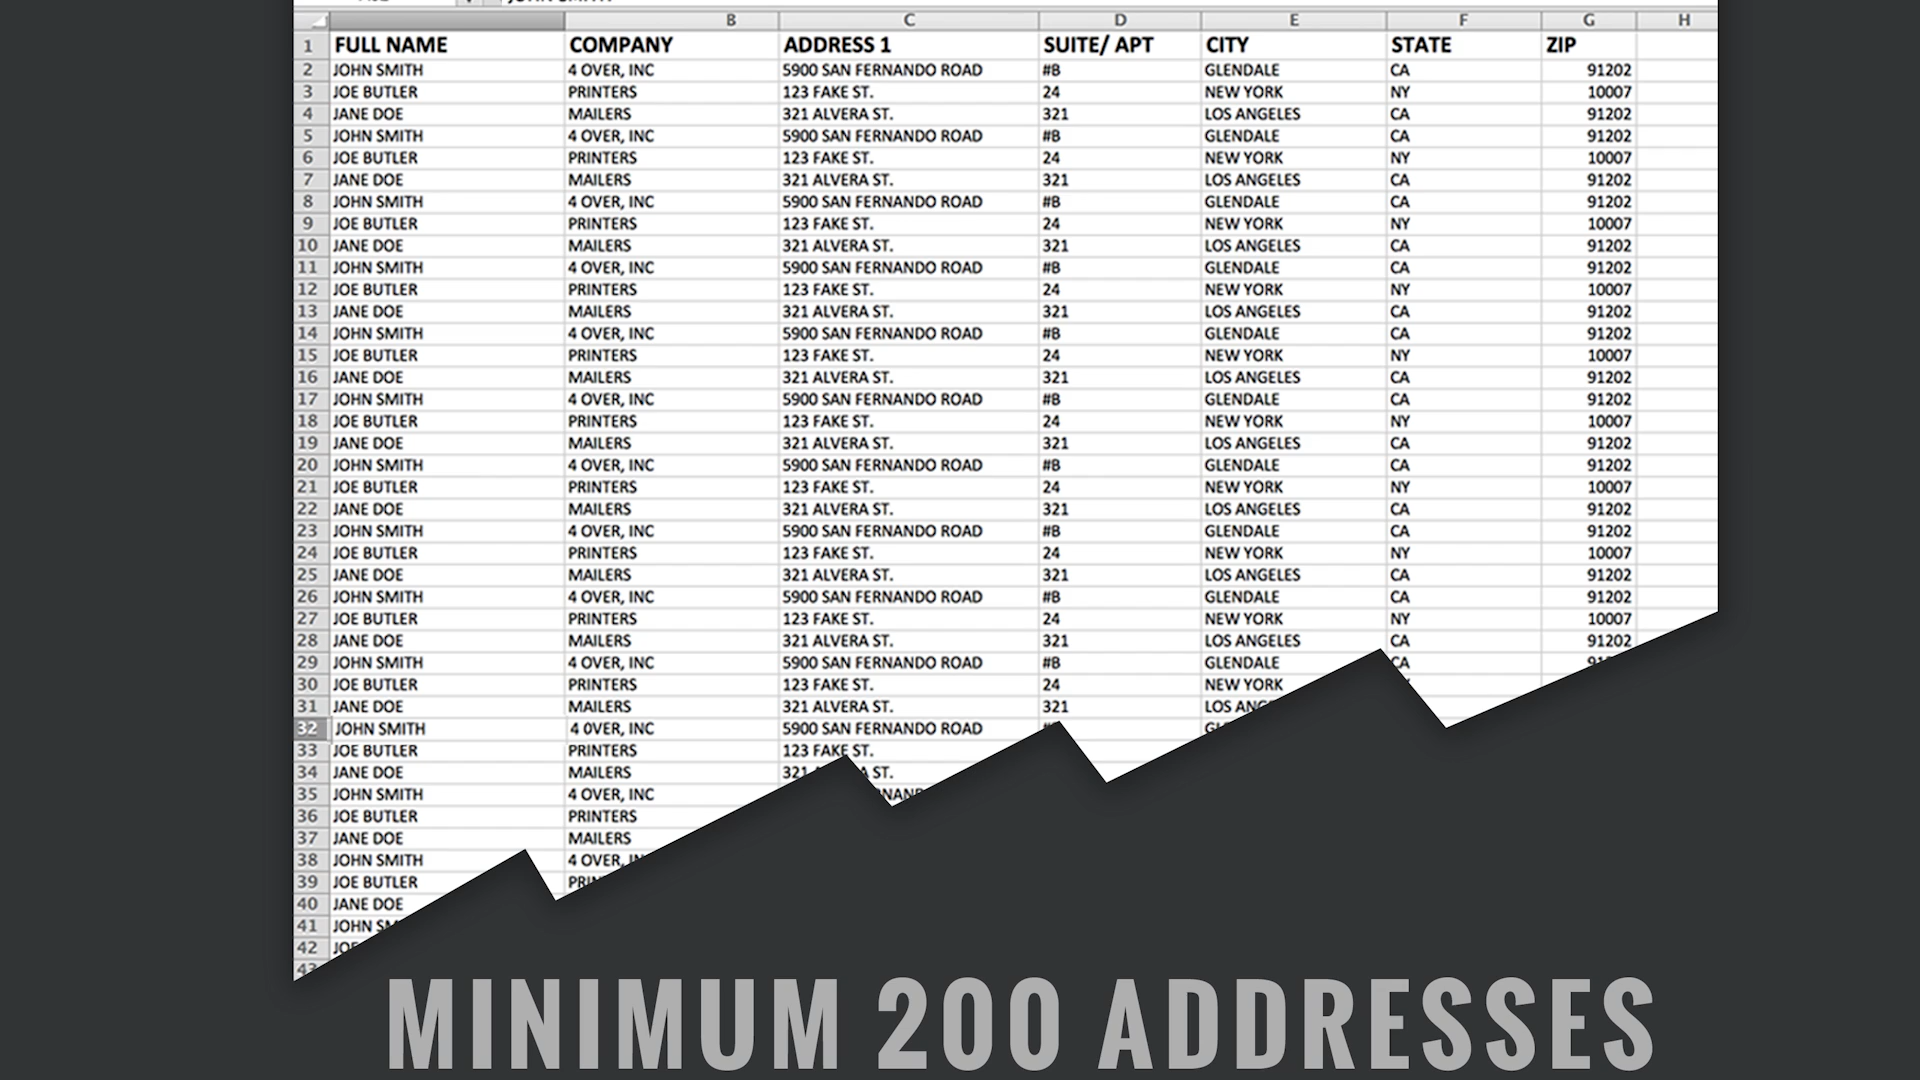 B C D E F G H
1 FULL NAME COMPANY ADDRESS 1 SUITE/ APT CITY STATE ZIP
2 JOHN SMITH 4 OVER, INC 5900 SAN FERNANDO ROAD #B GLENDALE CA 91202
3 JOE BUTLER PRINTERS 123 FAKE ST. 24 NEW YORK NY 10007
4 JANE DOE MAILERS 321 ALVERA ST. 321 LOS ANGELES CA 91202
5 JOHN SMITH 4 OVER, INC 5900 SAN FERNANDO ROAD #B GLENDALE CA 91202
6 JOE BUTLER PRINTERS 123 FAKE ST. 24 NEW YORK NY 10007
7 JANE DOE MAILERS 321 ALVERA ST. 321 LOS ANGELES CA 91202
8 JOHN SMITH 4 OVER, INC 5900 SAN FERNANDO ROAD #B GLENDALE CA 91202
9 JOE BUTLER PRINTERS 123 FAKE ST. 24 NEW YORK NY 10007
10 JANE DOE MAILERS 321 ALVERA ST. 321 LOS ANGELES CA 91202
11 JOHN SMITH 4 OVER, INC 5900 SAN FERNANDO ROAD #B GLENDALE CA 91202
12 JOE BUTLER PRINTERS 123 FAKE ST. 24 NEW YORK NY 10007
13 JANE DOE MAILERS 321 ALVERA ST. 321 LOS ANGELES CA 91202
14 JOHN SMITH 4 OVER, INC 5900 SAN FERNANDO ROAD #B GLENDALE CA 91202
15 JOE BUTLER PRINTERS 123 FAKE ST. 24 NEW YORK NY 10007
16 JANE DOE MAILERS 321 ALVERA ST. 321 LOS ANGELES CA 91202
17 JOHN SMITH 4 OVER, INC 5900 SAN FERNANDO ROAD #B GLENDALE CA 91202
18 JOE BUTLER PRINTERS 123 FAKE ST. 24 NEW YORK NY 10007
19 JANE DOE MAILERS 321 ALVERA ST. 321 LOS ANGELES CA 91202
20 JOHN SMITH 4 OVER, INC 5900 SAN FERNANDO ROAD #B GLENDALE CA 91202
21 JOE BUTLER PRINTERS 123 FAKE ST. 24 NEW YORK NY 10007
22 JANE DOE MAILERS 321 ALVERA ST. 321 LOS ANGELES CA 91202
23 JOHN SMITH 4 OVER, INC 5900 SAN FERNANDO ROAD #B GLENDALE CA 91202
24 JOE BUTLER PRINTERS 123 FAKE ST. 24 NEW YORK NY 10007
25 JANE DOE MAILERS 321 ALVERA ST. 321 LOS ANGELES CA 91202
26 JOHN SMITH 4 OVER, INC 5900 SAN FERNANDO ROAD #B GLENDALE CA 91202
27 JOE BUTLER PRINTERS 123 FAKE ST. 24 NEW YORK NY 10007
28 JANE DOE MAILERS 321 ALVERA ST. 321 LOS ANGELES CA 91202
29 JOHN SMITH 4 OVER, INC 5900 SAN FERNANDO ROAD #B GLENDALE CA
30 JOE BUTLER PRINTERS 123 FAKE ST. 24 NEW YORK
31 JANE DOE MAILERS 321 ALVERA ST. 321 LOS
32 JOHN SMITH 4 0VER, INC 5900 SAN FERNANDO ROAD
33 JOE BUTLER PRINTERS 123 FAKE ST.
34 JANE DOE MAILERS 321 ST.
35 JOHN SMITH 4 OVER, INC
36 JOE BUTLER PRINTERS
37 JANE DOE MAILERS
38 JOHN SMITH 4 OVER,
39 JOE BUTLER
40 JANE DOE
41 JOHN
42
MINIMUM 200 ADDRESSES